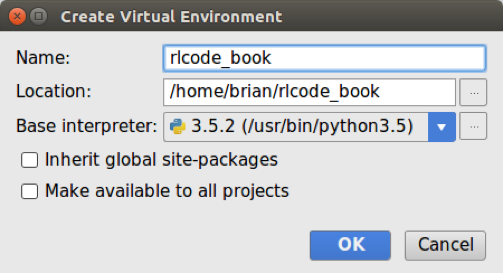 Create Virtual Environment
Name: rlcode_book
Location: /home/brian/rlcode_book ...
Base interpreter: 3.5.2 (/usr/bin/python3.5) ...
Inherit global site-packages
Make available to all projects
OK Cancel